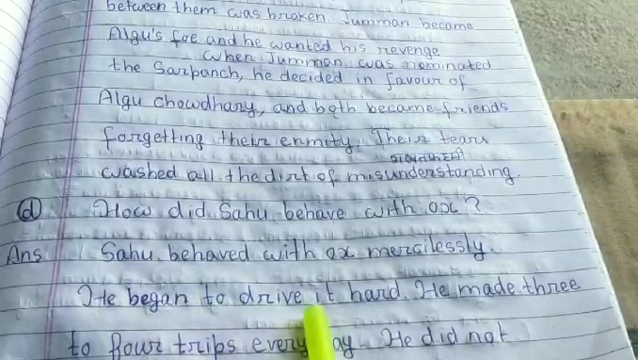 between them was broken. Jumman became
Algu's foe and he wanted his revenge
When Jumman was nominated
the Sarpanch, he decided in favour of
Algu chowdhary, and both became friends
forgetting their enmity. Their tears
washed all the dirt of misunderstanding.
(d) How did Sahu behave with ox?
Ans Sahu behaved with ox mercilessly.
He began to drive it hard. He made three
to four trips every ay. He did not